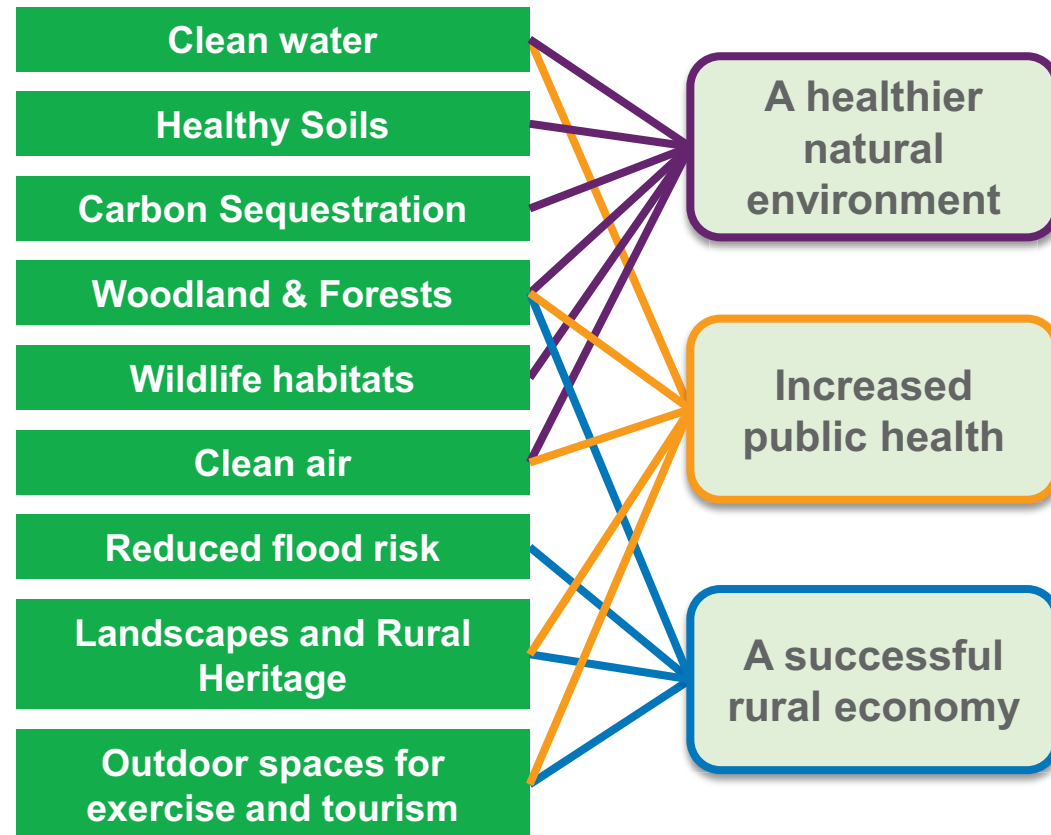 Clean water
Healthy Soils
Carbon Sequestration
Woodland & Forests
Wildlife habitats
Clean air
Reduced flood risk
Landscapes and Rural
Heritage
Outdoor spaces for
exercise and tourism
A healthier
natural
environment
Increased
public health
A successful
rural economy